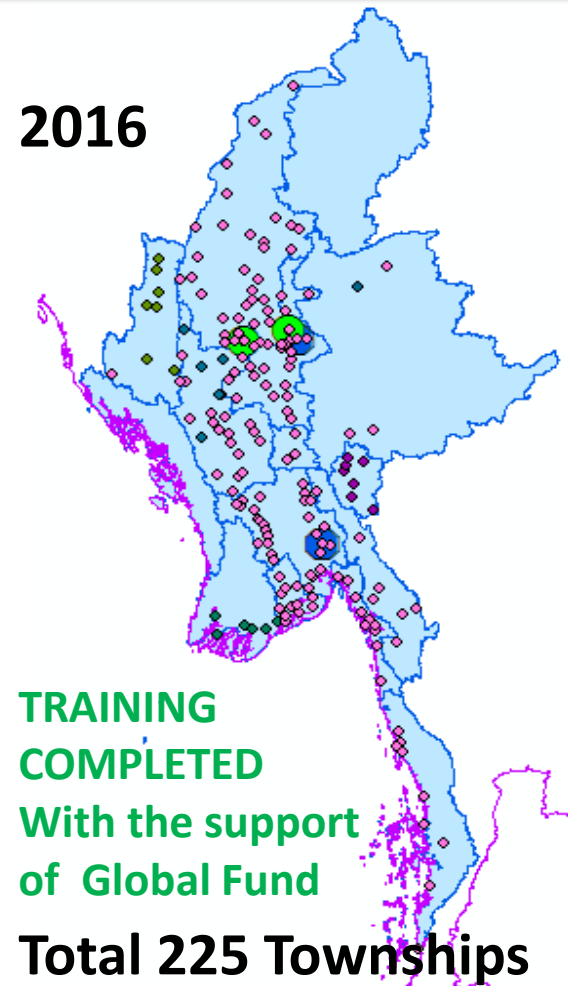 2016
TRAINING
COMPLETED
With the support
of Global Fund
Total 225 Townships